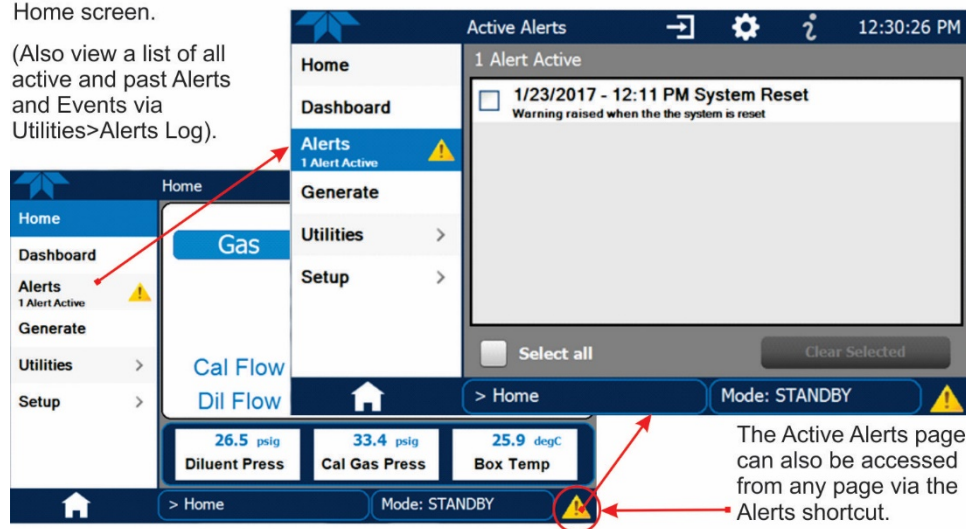 Home screen.
(Also view a list of all
active and past Alerts
and Events via
Utilities>Alerts Log).
Active Alerts
12:30:26 PM
Home
Dashboard
Alerts
1 Alert Active
Generate
Utilities >
Setup >
1 Alert Active
1/23/2017 - 12:11 PM System Reset
Warning raised when the the system is reset
Select all
Clear Selected
> Home
Mode: STANDBY
Home
Home
Dashboard
Alerts
1 Alert Active
Generate
Utilities >
Setup >
Gas
Cal Flow
Dil Flow
26.5 psig
Diluent Press
33.4 psig
Cal Gas Press
25.9 degC
Box Temp
> Home
Mode: STANDBY
The Active Alerts page
can also be accessed
from any page via the
Alerts shortcut.